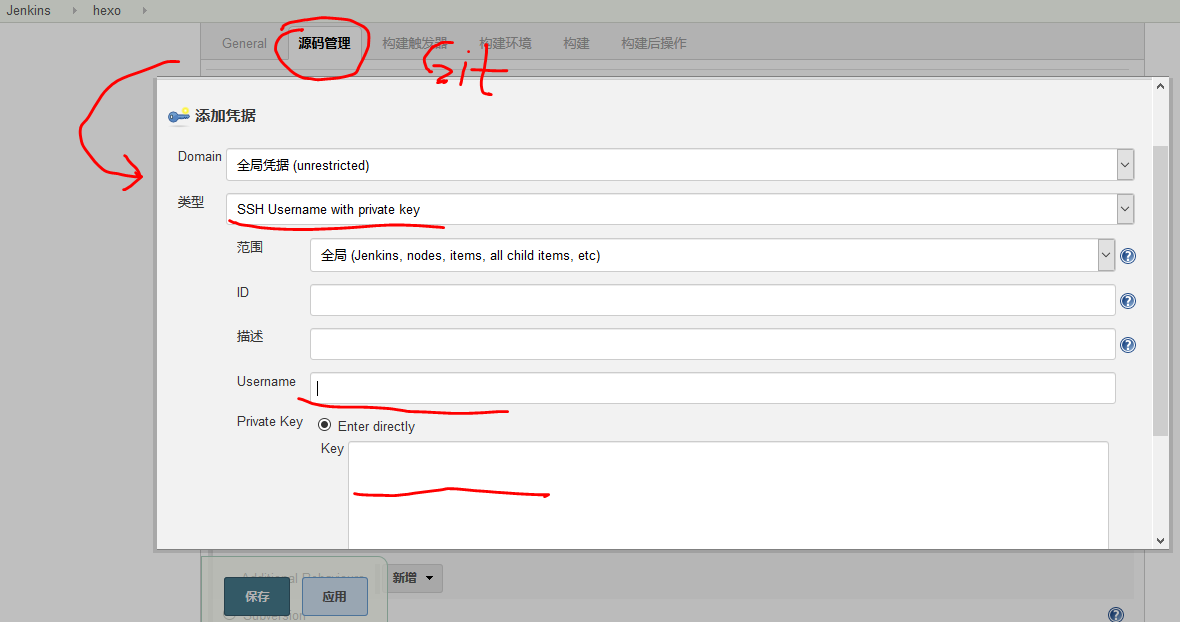 Jenkins hexo
General 源码管理 构建触发器 构建环境 构建 构建后操作
Git
添加凭据
Domain 全局凭据 (unrestricted)
类型 SSH Username with private key
范围 全局 (Jenkins, nodes, items, all child items, etc)
ID
描述
Username
Private Key Enter directly
Key
Additional Behaviours 新增
保存 应用
Subversion